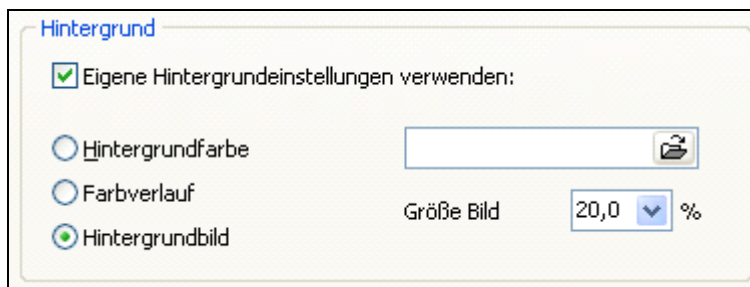 Hintergrund
Eigene Hintergrundeinstellungen verwenden:
Hintergrundfarbe
Farbverlauf
Größe Bild 20,0 %
Hintergrundbild